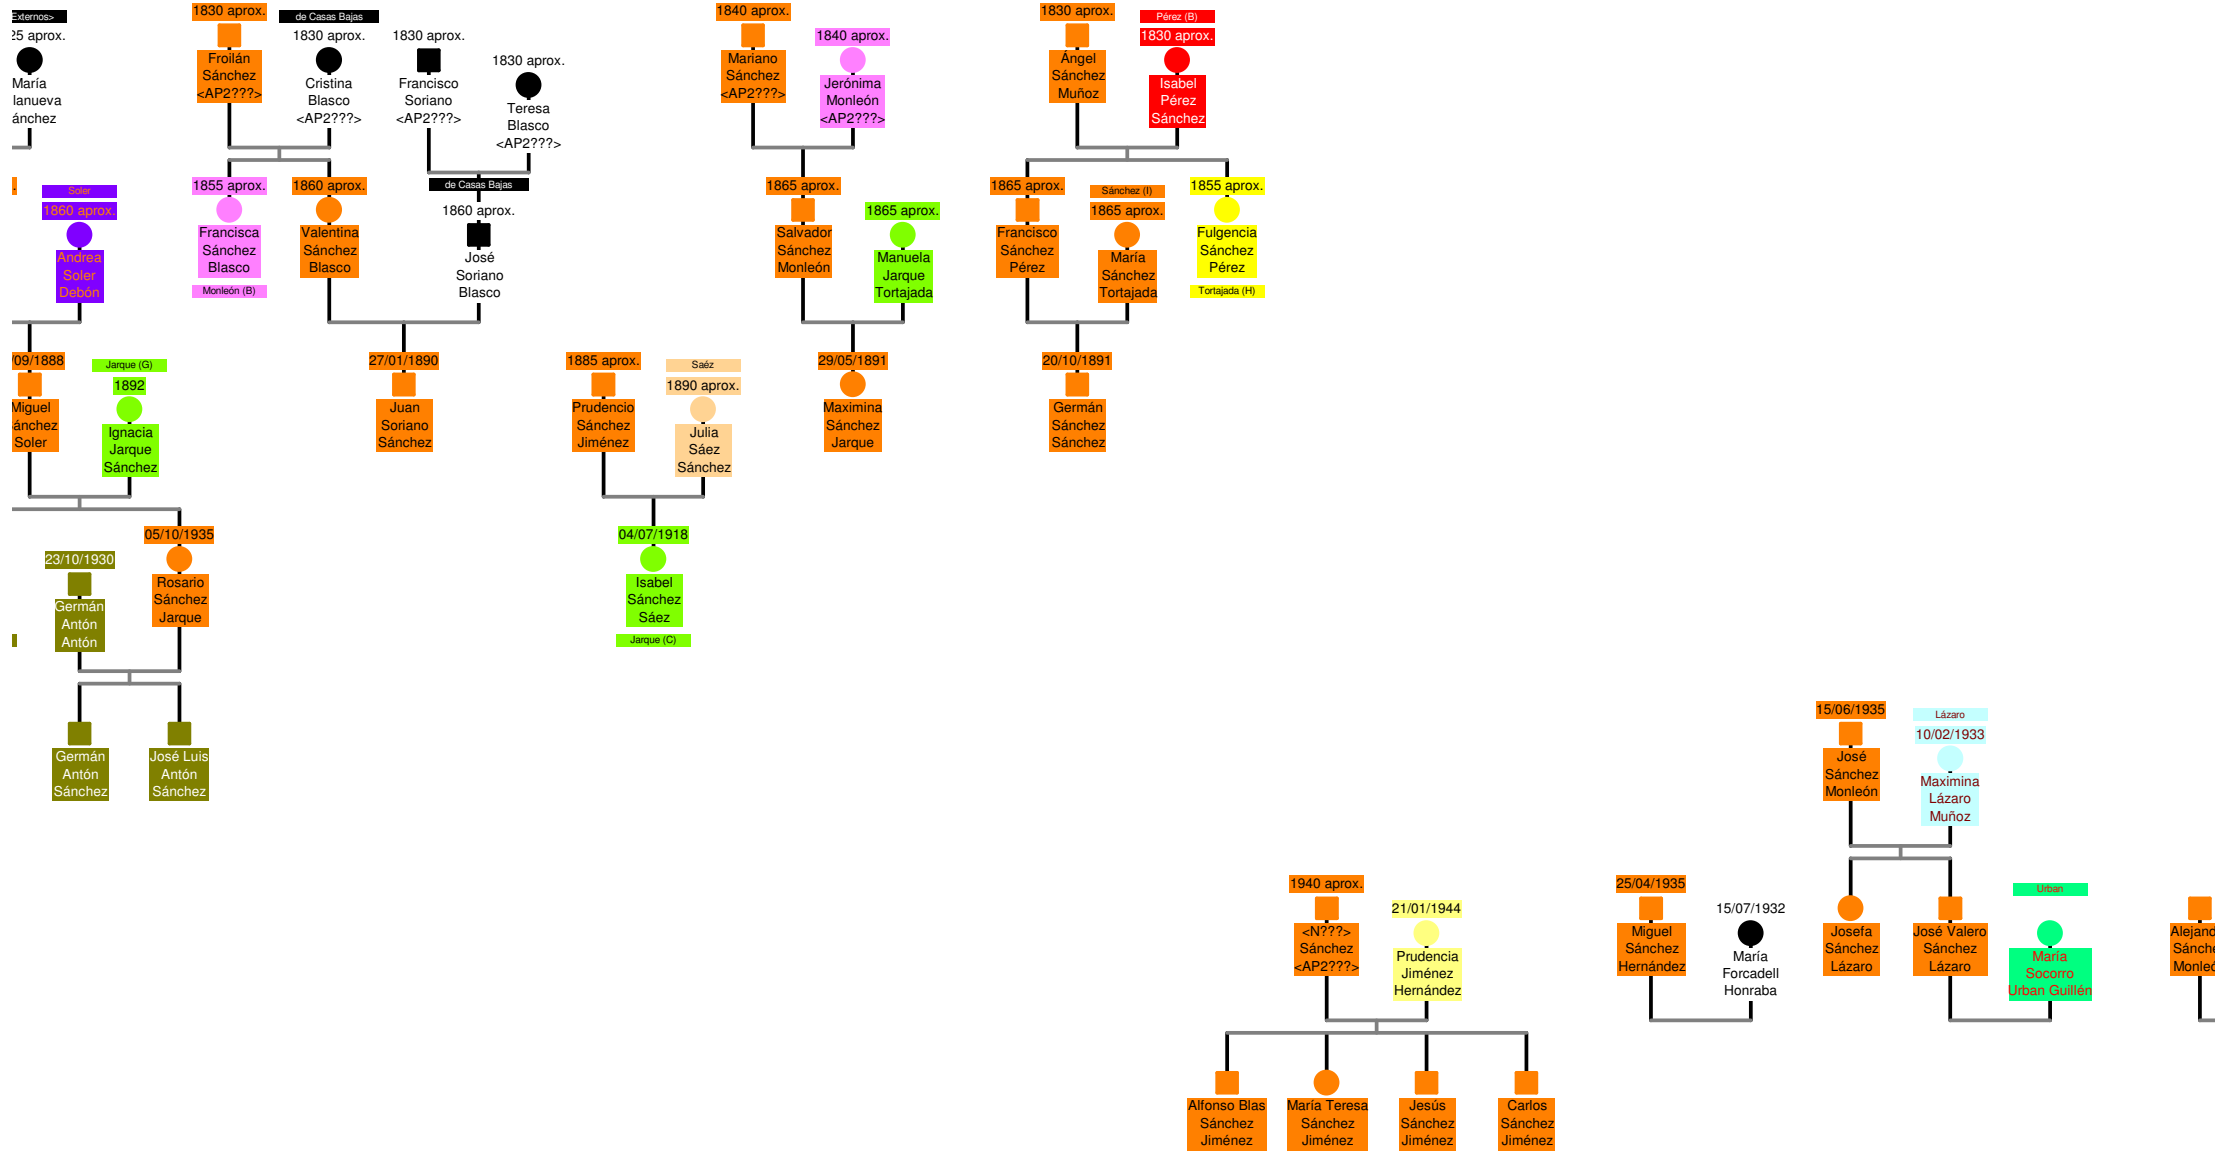 Externos>
25 aprox.
María
lanueva
ánchez
1830 aprox.
Froilán
Sánchez
<AP2???>
de Casas Bajas
1830 aprox.
Cristina
Blasco
<AP2???>
1830 aprox.
Francisco
Soriano
<AP2???>
1830 aprox.
Teresa
Blasco
<AP2???>
1840 aprox.
Mariano
Sánchez
<AP2???>
1840 aprox.
Jerónima
Monleón
<AP2???>
1830 aprox.
Ángel
Sánchez
Muñoz
Pérez (B)
1830 aprox.
Isabel
Pérez
Sánchez
Soler
1860 aprox.
Andrea
Soler
Debón
1855 aprox.
Francisca
Sánchez
Blasco
Monleón (B)
1860 aprox.
Valentina
Sánchez
Blasco
de Casas Bajas
1860 aprox.
José
Soriano
Blasco
1865 aprox.
Salvador
Sánchez
Monleón
1865 aprox.
Manuela
Jarque
Tortajada
1865 aprox.
Francisco
Sánchez
Pérez
Sánchez (I)
1865 aprox.
María
Sánchez
Tortajada
1855 aprox.
Fulgencia
Sánchez
Pérez
Tortajada (H)
/09/1888
Miguel
Sánchez
Soler
Jarque (G)
1892
Ignacia
Jarque
Sánchez
27/01/1890
Juan
Soriano
Sánchez
1885 aprox.
Prudencio
Sánchez
Jiménez
Saéz
1890 aprox.
Julia
Sáez
Sánchez
29/05/1891
Maximina
Sánchez
Jarque
20/10/1891
Germán
Sánchez
Sánchez
23/10/1930
Germán
Antón
Antón
05/10/1935
Rosario
Sánchez
Jarque
04/07/1918
Isabel
Sánchez
Sáez
Jarque (C)
Germán
Antón
Sánchez
José Luis
Antón
Sánchez
15/06/1935
José
Sánchez
Monleón
Lázaro
10/02/1933
Maximina
Lázaro
Muñoz
1940 aprox.
<N???>
Sánchez
<AP2???>
21/01/1944
Prudencia
Jiménez
Hernández
25/04/1935
Miguel
Sánchez
Hernández
15/07/1932
María
Forcadell
Honraba
Josefa
Sánchez
Lázaro
José Valero
Sánchez
Lázaro
Urban
María
Socorro
Urban Guillén
Alejand
Sánche
Monleó
Alfonso Blas
Sánchez
Jiménez
María Teresa
Sánchez
Jiménez
Jesús
Sánchez
Jiménez
Carlos
Sánchez
Jiménez